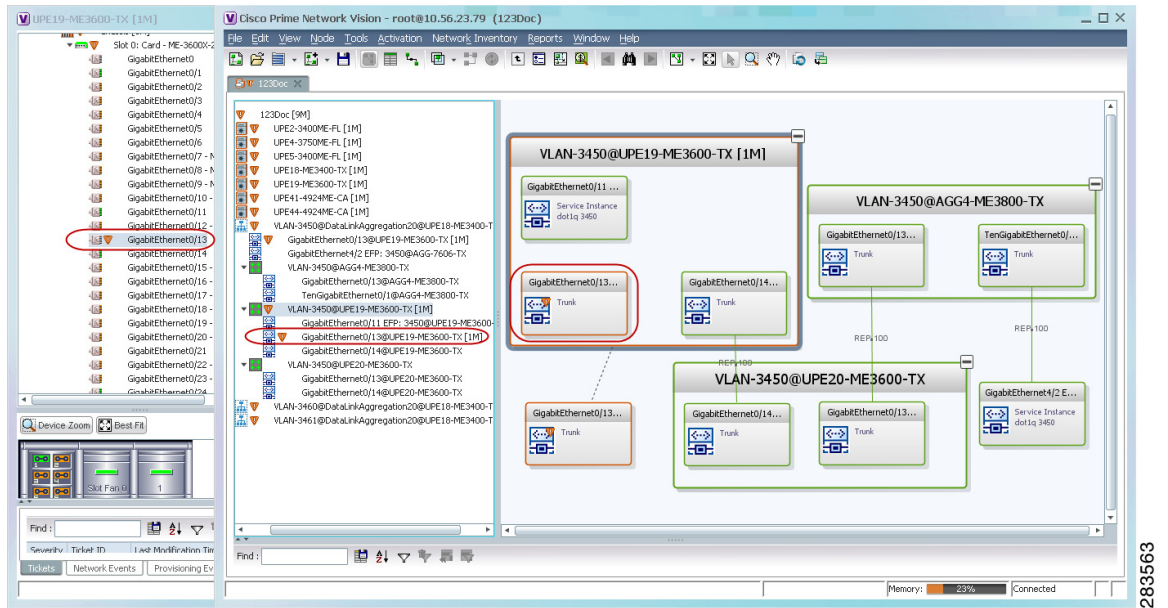 UPE19-ME3600-TX [1M]
Slot 0: Card - ME-3600X-2
GigabitEthernet0
GigabitEthernet0/1
GigabitEthernet0/2
GigabitEthernet0/3
GigabitEthernet0/4
GigabitEthernet0/5
GigabitEthernet0/6
GigabitEthernet0/7 - N
GigabitEthernet0/8 - N
GigabitEthernet0/9 - N
GigabitEthernet0/10 -
GigabitEthernet0/11
GigabitEthernet0/12 -
GigabitEthernet0/13
GigabitEthernet0/14
GigabitEthernet0/15 -
GigabitEthernet0/16 -
GigabitEthernet0/17 -
GigabitEthernet0/18 -
GigabitEthernet0/19 -
GigabitEthernet0/20 -
GigabitEthernet0/21
GigabitEthernet0/22 -
GigabitEthernet0/23 -
GigabitEthernet0/24
Device Zoom
Best Fit
Slot Fan 0
1
Find :
Severity Ticket ID Last Modification Tim
Tickets Network Events Provisioning Ev
Cisco Prime Network Vision - root@10.56.23.79 (123Doc)
File Edit View Node Tools Activation Network Inventory Reports Window Help
123Doc
123Doc [9M]
UPE2-3400ME-FL [1M]
UPE4-3750ME-FL [1M]
UPE5-3400ME-FL [1M]
UPE18-ME3400-TX [1M]
UPE19-ME3600-TX [1M]
UPE41-4924ME-CA [1M]
UPE44-4924ME-CA [1M]
VLAN-3450@DataLinkAggregation20@UPE18-ME3400-T
GigabitEthernet0/13@UPE19-ME3600-TX [1M]
GigabitEthernet4/2 EFP: 3450@AGG-7606-TX
VLAN-3450@AGG4-ME3800-TX
GigabitEthernet0/13@AGG4-ME3800-TX
TenGigabitEthernet0/1@AGG4-ME3800-TX
VLAN-3450@UPE19-ME3600-TX [1M]
GigabitEthernet0/11 EFP: 3450@UPE19-ME3600-
GigabitEthernet0/13@UPE19-ME3600-TX [1M]
GigabitEthernet0/14@UPE19-ME3600-TX
VLAN-3450@UPE20-ME3600-TX
GigabitEthernet0/13@UPE20-ME3600-TX
GigabitEthernet0/14@UPE20-ME3600-TX
VLAN-3460@DataLinkAggregation20@UPE18-ME3400-T
VLAN-3461@DataLinkAggregation20@UPE18-ME3400-T
VLAN-3450@UPE19-ME3600-TX [1M]
GigabitEthernet0/11 ...
Service Instance
dot1q 3450
GigabitEthernet0/13...
Trunk
GigabitEthernet0/14...
Trunk
VLAN-3450@AGG4-ME3800-TX
GigabitEthernet0/13...
Trunk
TenGigabitEthernet0/...
Trunk
REP:100
REP:100
REP:100
VLAN-3450@UPE20-ME3600-TX
GigabitEthernet0/13...
Trunk
GigabitEthernet0/14...
Trunk
GigabitEthernet0/13...
Trunk
GigabitEthernet4/2 E...
Service Instance
dot1q 3450
Find :
Memory: 23% Connected
283563